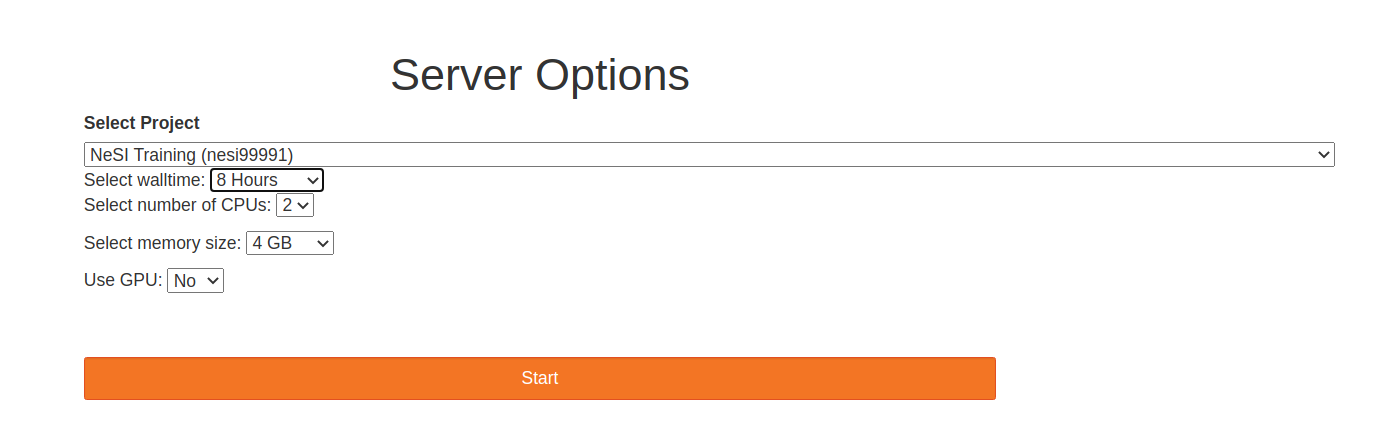 Server Options
Select Project
NeSI Training (nesi99991)
Select walltime: 8 Hours
Select number of CPUs: 2
Select memory size: 4 GB
Use GPU: No
Start